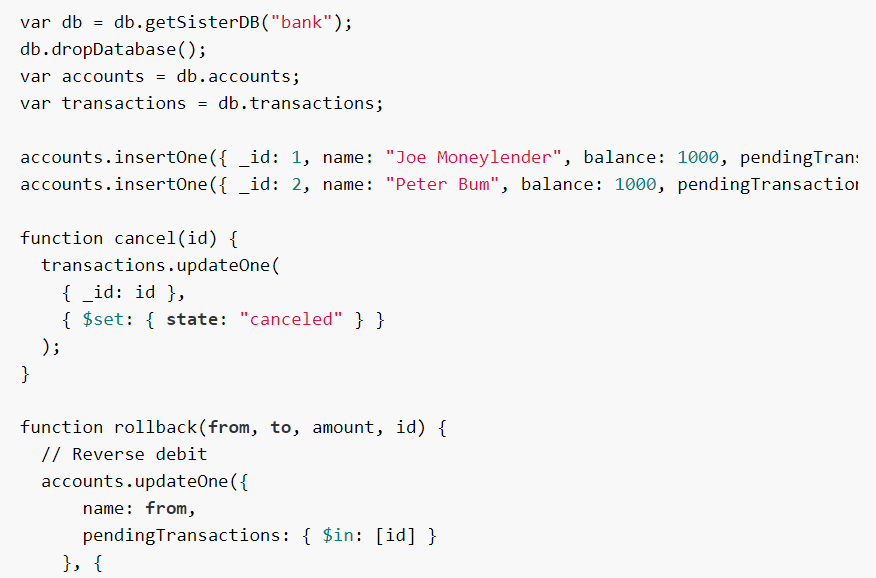 var db = db.getSisterDB("bank");
db.dropDatabase();
var accounts = db.accounts;
var transactions = db.transactions;
accounts.insertOne({ _id: 1, name: "Joe Moneylender", balance: 1000, pendingTrans
accounts.insertOne({ _id: 2, name: "Peter Bum", balance: 1000, pendingTransaction
function cancel(id) {
transactions.updateOne(
{ _id: id },
{ $set: { state: "canceled" } }
);
}
function rollback(from, to, amount, id) {
// Reverse debit
accounts.updateOne({
name: from,
pendingTransactions: { $in: [id] }
}, {